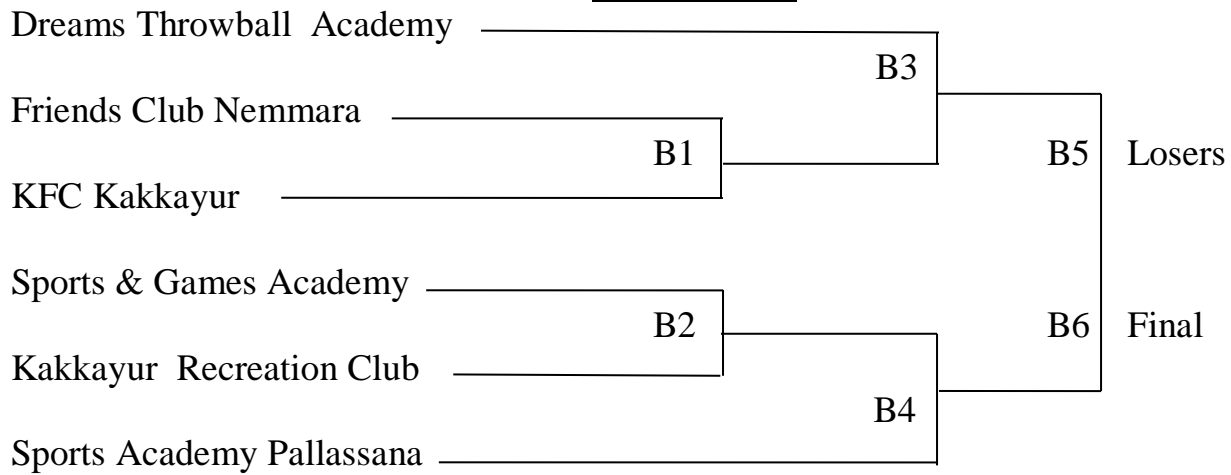 Dreams Throwball Academy
B3
Friends Club Nemmara
B1
B5 Losers
KFC Kakkayur
Sports & Games Academy
B2
B6 Final
Kakkayur Recreation Club
B4
Sports Academy Pallassana